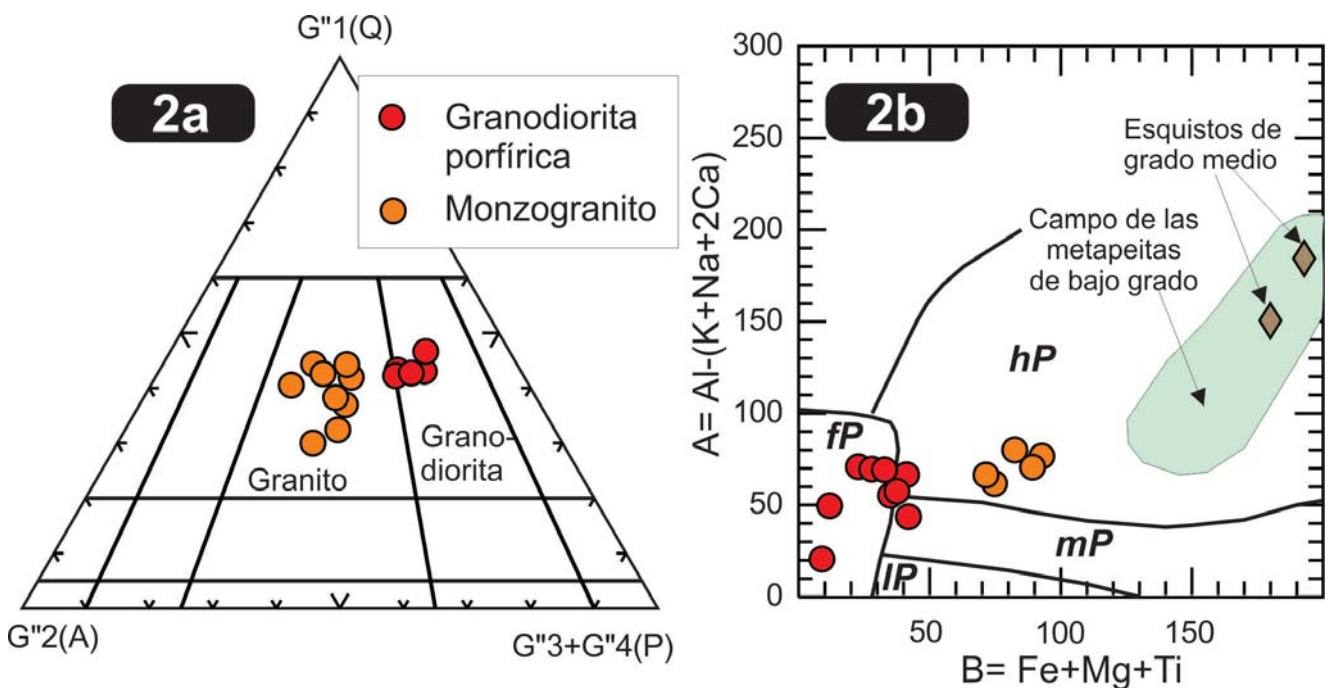 G"1(Q)
2a
Granodiorita
porfírica
Monzogranito
Grano-
diorita
Granito
G"2(A)
G"3+G"4(P)
2b
300
250
200
150
100
50
0
A= Al-(K+Na+2Ca)
Esquistos de
grado medio
Campo de las
metapeitas
de bajo grado
hP
fP
mP
lP
50
100
150
B= Fe+Mg+Ti